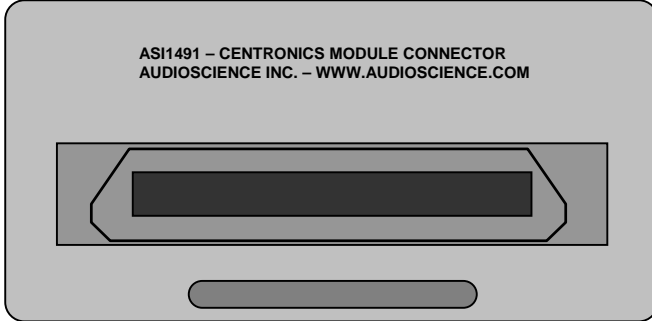 ASI1491 – CENTRONICS MODULE CONNECTOR
AUDIOSCIENCE INC. – WWW.AUDIOSCIENCE.COM